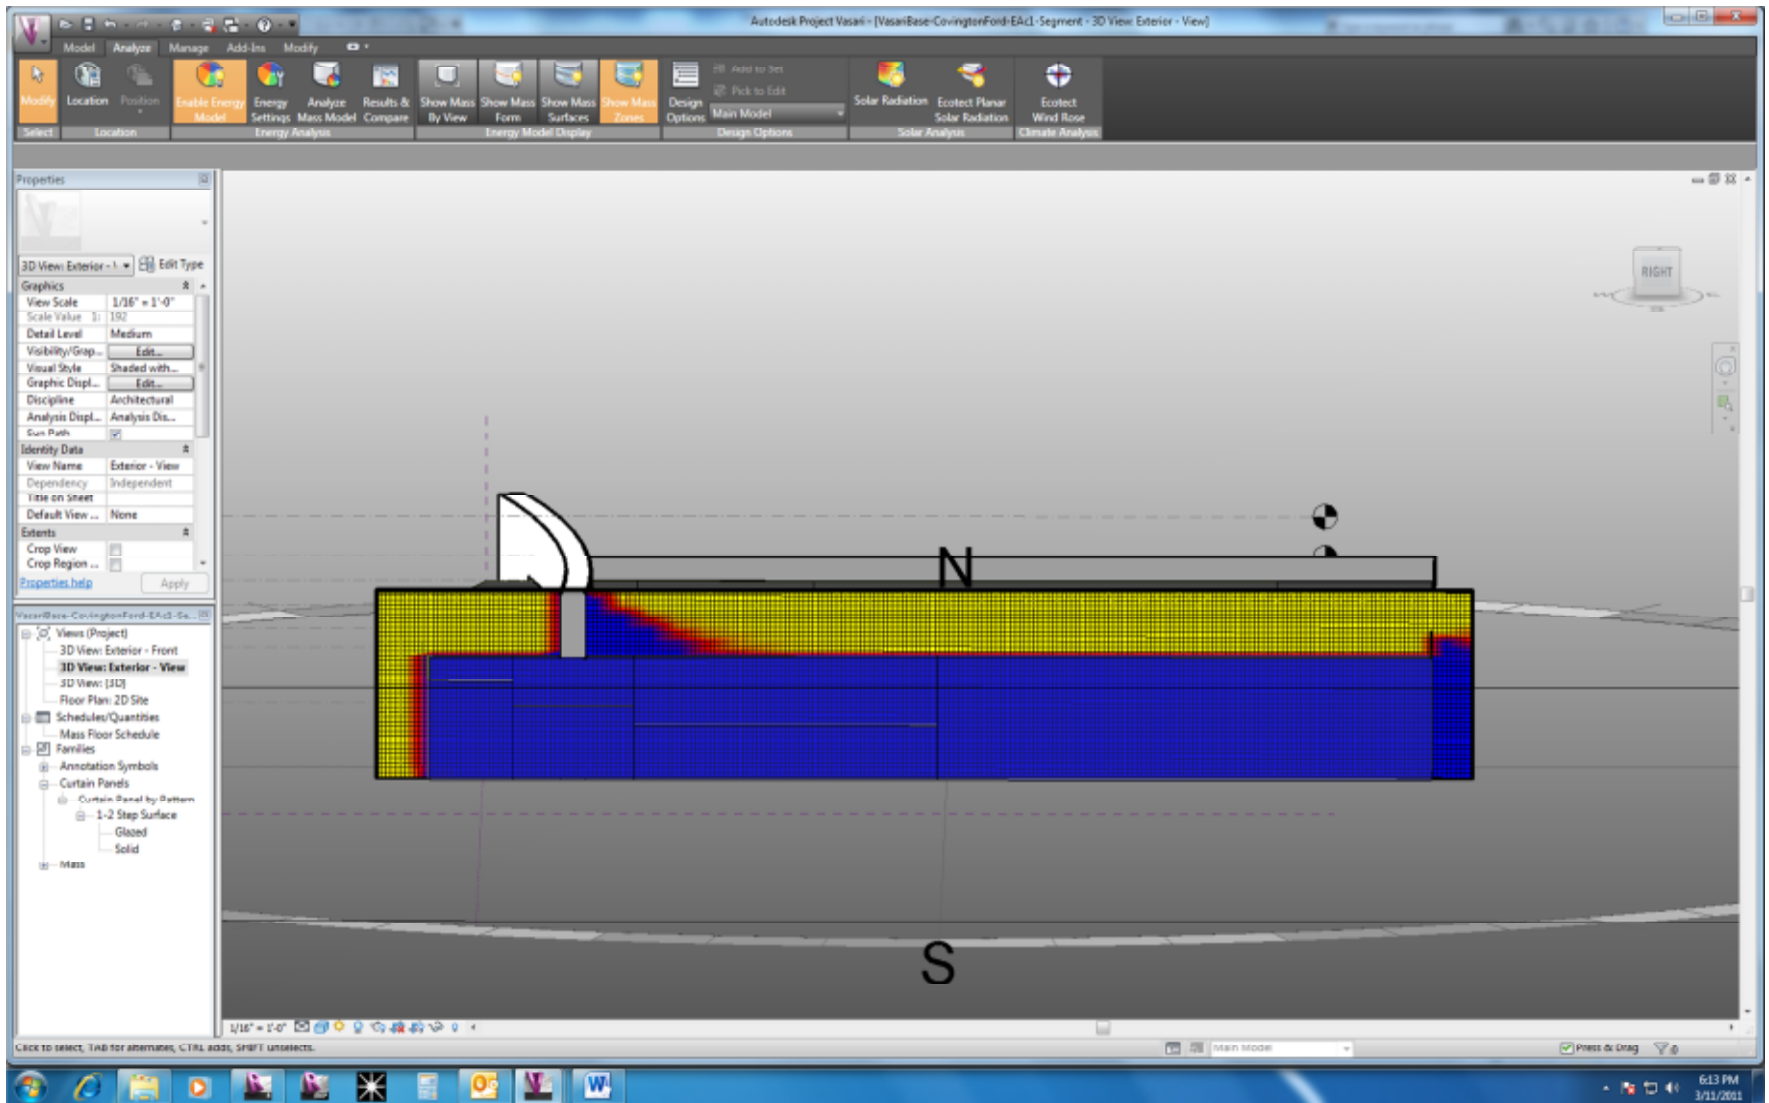 Autodesk Project Vasari - [VasariBase-CovingtonFord-EAc1-Segment - 3D View: Exterior - View]
Model Analyze Manage Add-Ins Modify
Modify Location Position Enable Energy Model Energy Settings Analyze Mass Model Results & Compare Show Mass By View Show Mass Form Show Mass Surfaces Show Mass Zones Design Options Add to Set Pick to Edit Main Model Solar Radiation Ecotect Planar Solar Radiation Ecotect Wind Rose
Select Location Energy Analysis Energy Model Display Design Options Solar Analysis Climate Analysis
Properties
3D View: Exterior - Edit Type
Graphics
View Scale 1/16" = 1'-0"
Scale Value 1: 192
Detail Level Medium
Visibility/Grap... Edit...
Visual Style Shaded with...
Graphic Displ... Edit...
Discipline Architectural
Analysis Displ... Analysis Dis...
Sun Path
Identity Data
View Name Exterior - View
Dependency Independent
Title on Sheet
Default View ... None
Extents
Crop View
Crop Region ...
Properties help Apply
VasariBase-CovingtonFord-EAc1-Se...
Views (Project)
3D View: Exterior - Front
3D View: Exterior - View
3D View: {3D}
Floor Plan: 2D Site
Schedules/Quantities
Mass Floor Schedule
Families
Annotation Symbols
Curtain Panels
Curtain Panel by Pattern
1-2 Step Surface
Glazed
Solid
Mass
RIGHT
N
S
1/16" = 1'-0"
Click to select, TAB for alternates, CTRL adds, SHIFT unselects.
Main Model
Press & Drag
6:13 PM
3/11/2011